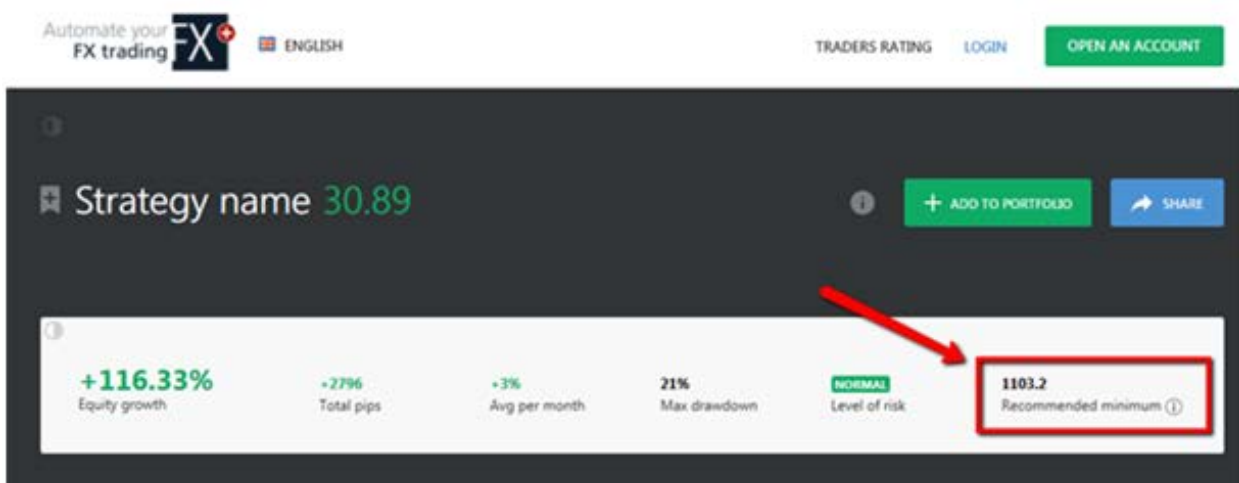 Automate your
FX trading
FX
ENGLISH
TRADERS RATING
LOGIN
OPEN AN ACCOUNT
Strategy name 30.89
+ ADD TO PORTFOLIO
SHARE
+116.33%
Equity growth
+2796
Total pips
+3%
Avg per month
21%
Max drawdown
NORMAL
Level of risk
1103.2
Recommended minimum